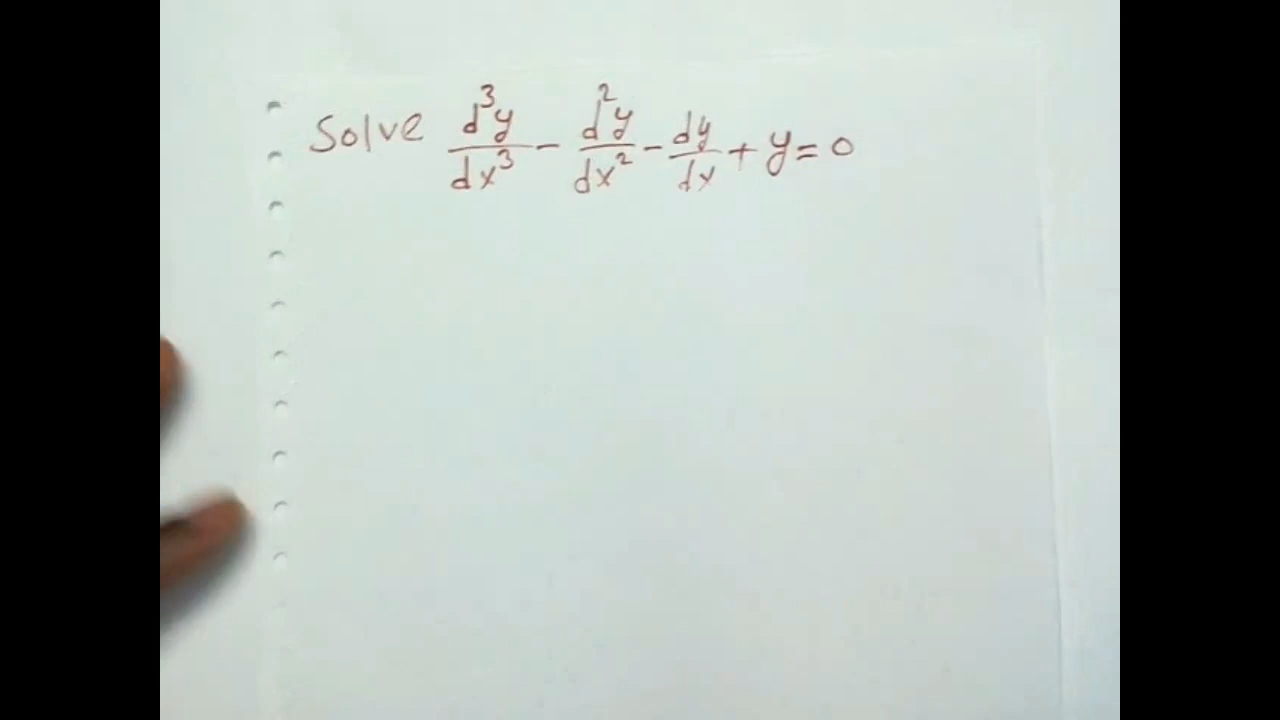 Solve d³y/dx³ - d²y/dx² - dy/dx + y = 0